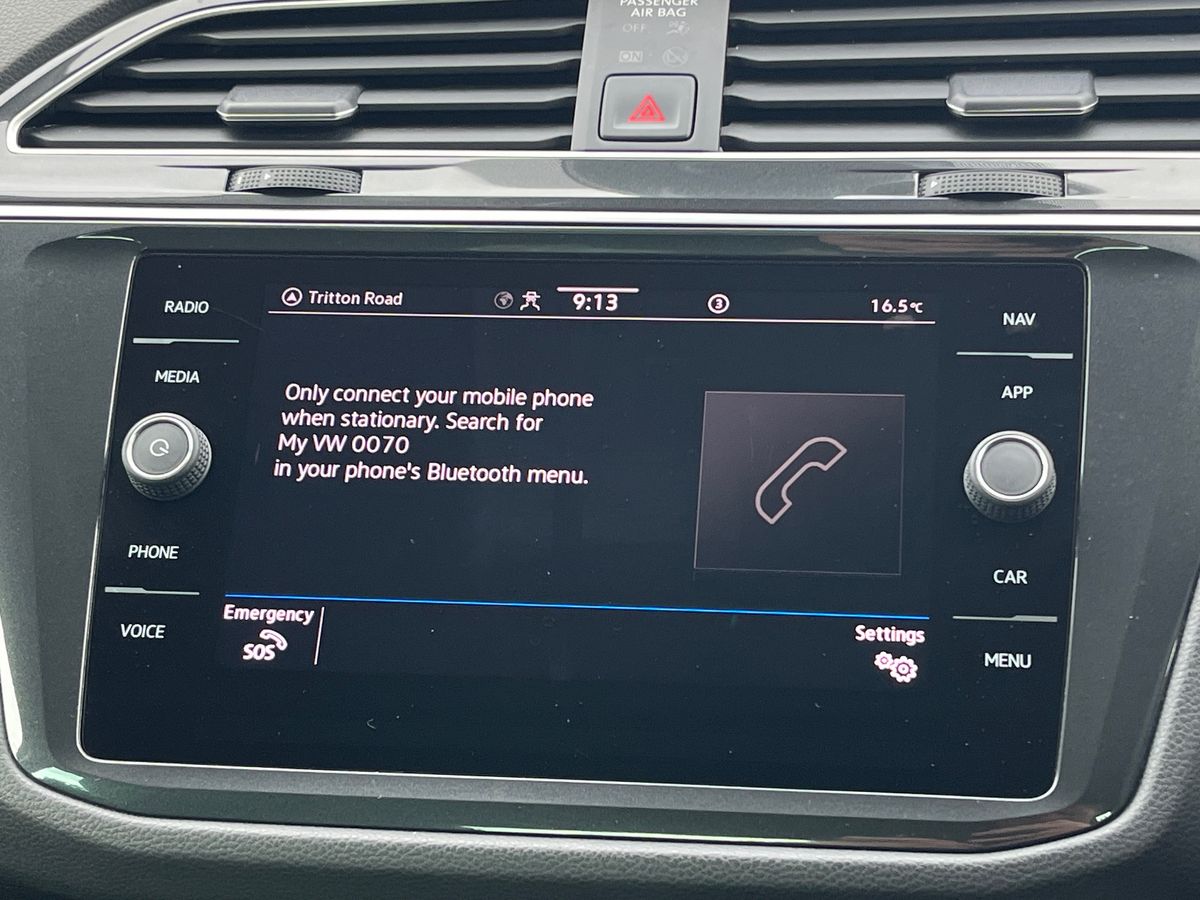 PASSENGER
AIR BAG
OFF
ON
RADIO
MEDIA
PHONE
VOICE
Tritton Road
9:13
3
16.5°C
Only connect your mobile phone
when stationary. Search for
My VW 0070
in your phone's Bluetooth menu.
Emergency
SOS
Settings
NAV
APP
CAR
MENU